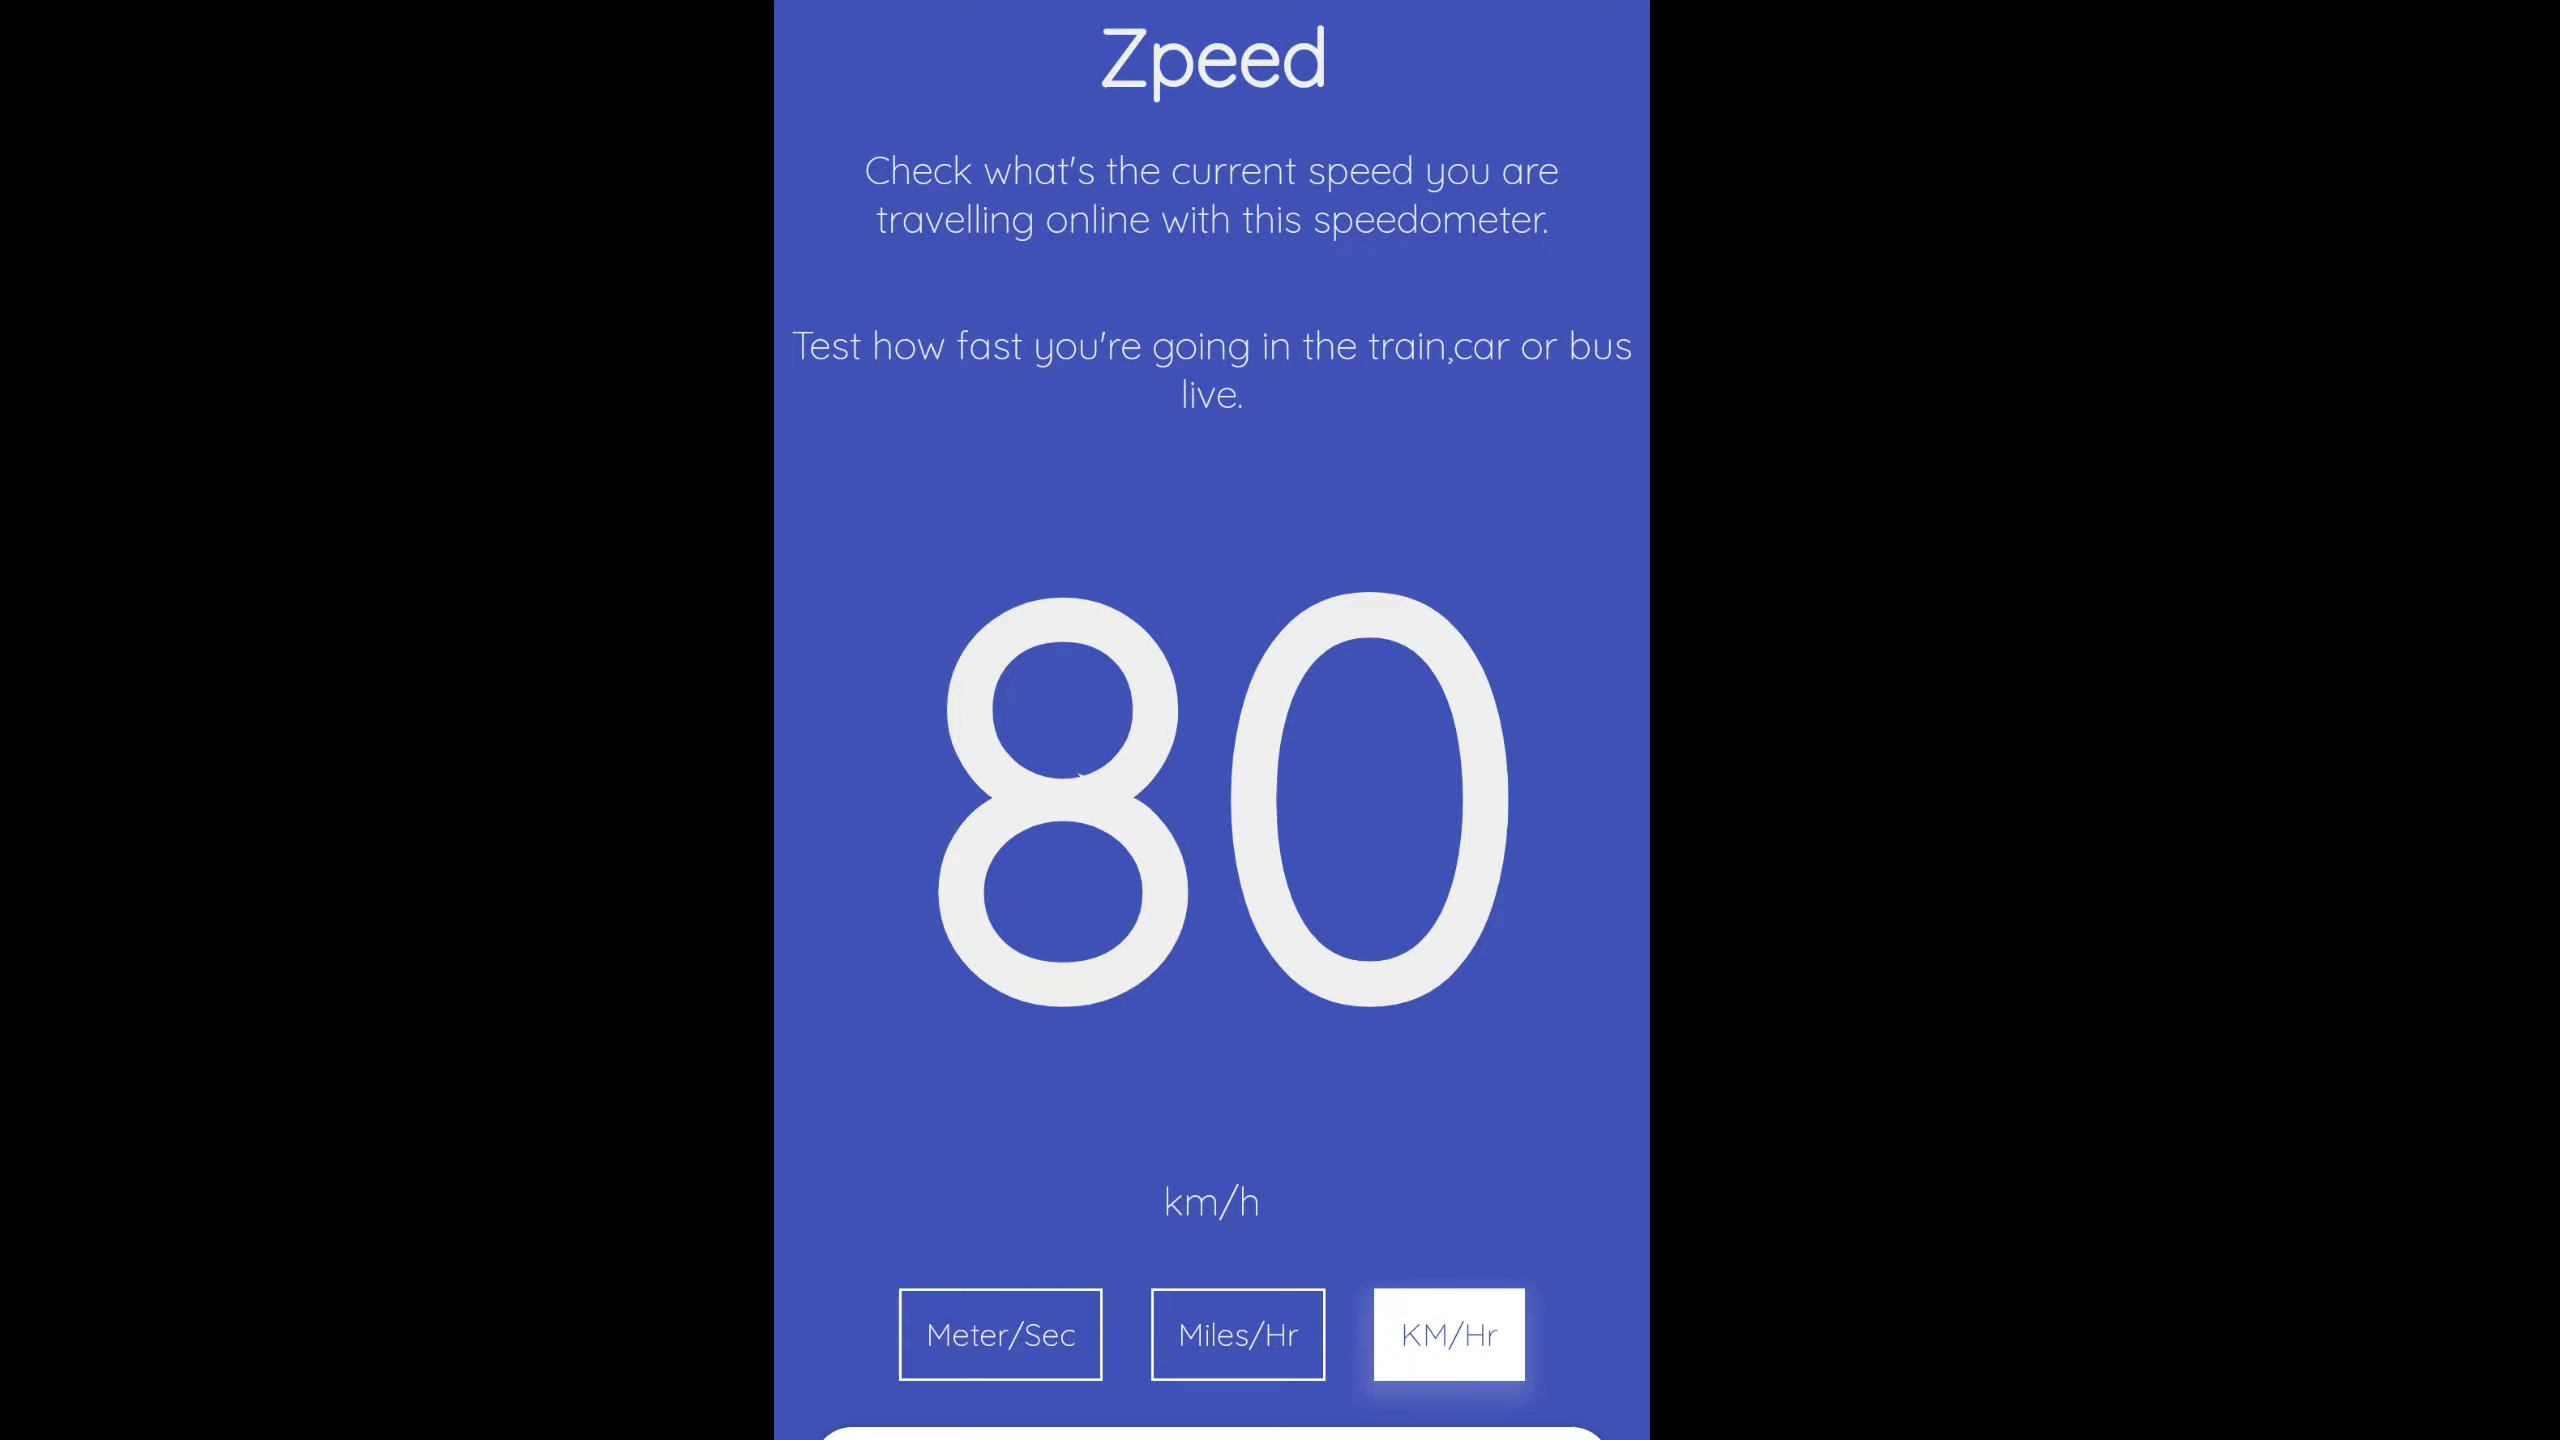 Zpeed
Check what's the current speed you are
travelling online with this speedometer.
Test how fast you're going in the train,car or bus
live.
80
km/h
Meter/Sec
Miles/Hr
KM/Hr